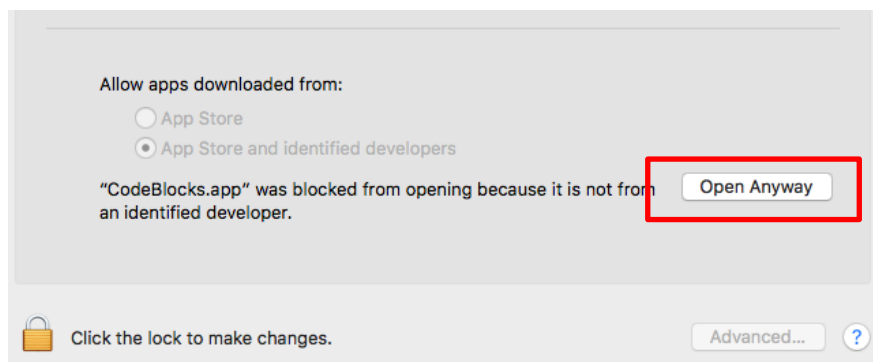 Allow apps downloaded from:
App Store
App Store and identified developers
“CodeBlocks.app” was blocked from opening because it is not from
an identified developer.
Open Anyway
Click the lock to make changes.
Advanced...
?